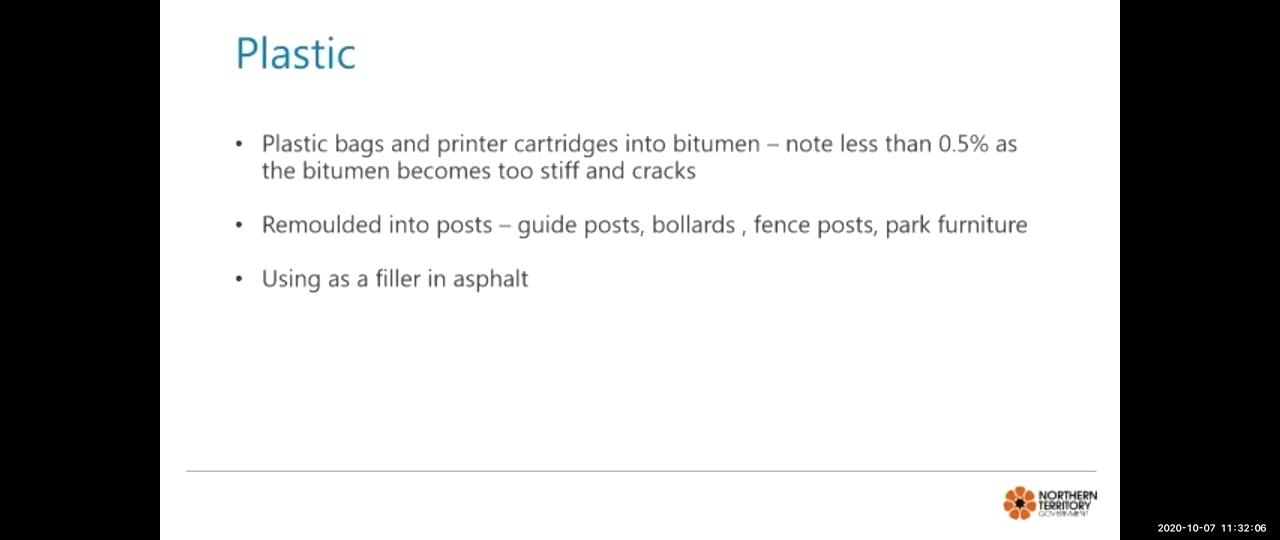 Plastic
• Plastic bags and printer cartridges into bitumen – note less than 0.5% as
the bitumen becomes too stiff and cracks
• Remoulded into posts – guide posts, bollards , fence posts, park furniture
• Using as a filler in asphalt
NORTHERN
TERRITORY
GOVERNMENT
2020-10-07 11:32:06